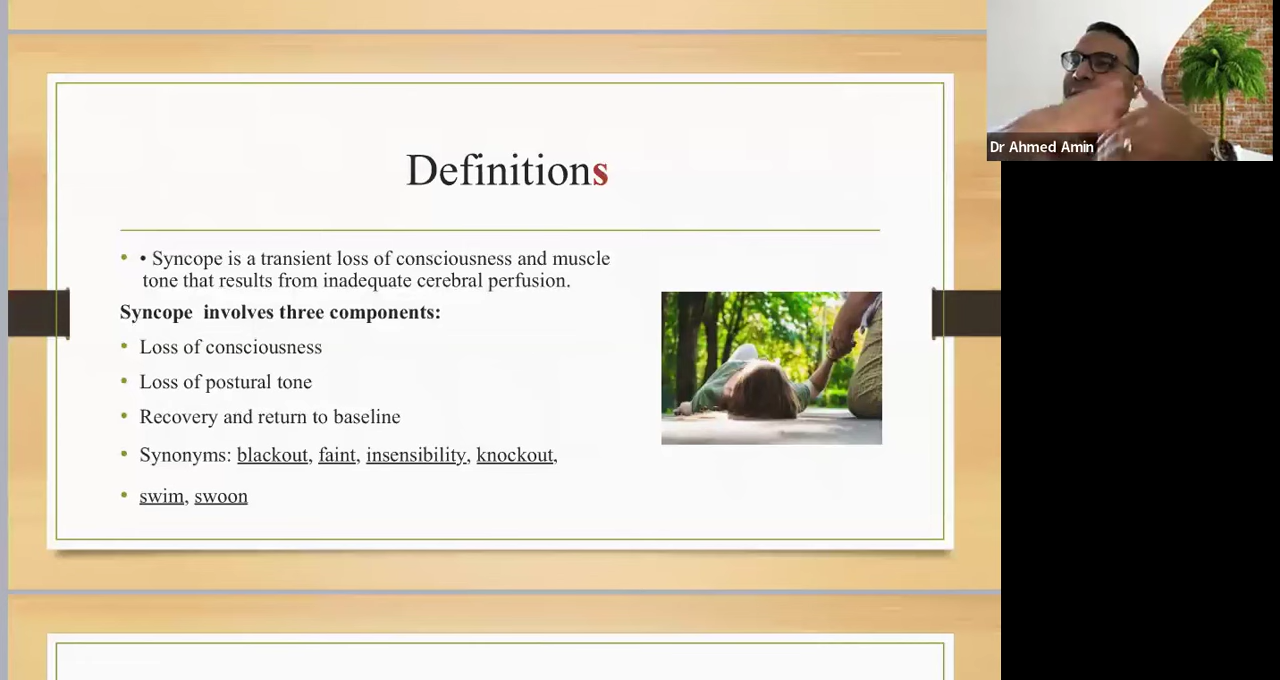 Definitions
• • Syncope is a transient loss of consciousness and muscle
tone that results from inadequate cerebral perfusion.
Syncope  involves three components:
• Loss of consciousness
• Loss of postural tone
• Recovery and return to baseline
• Synonyms: blackout, faint, insensibility, knockout,
• swim, swoon
Dr Ahmed Amin